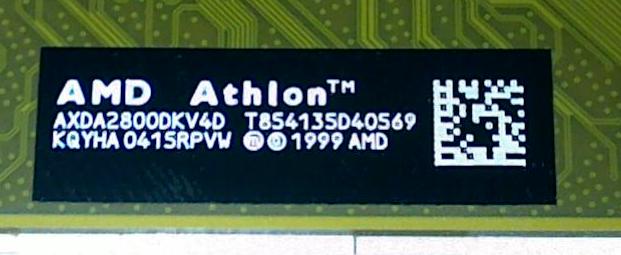 AMD Athlon™
AXDA2800DKV4D T854135D40569
KQYHA 0415RPVW ⓜ © 1999 AMD